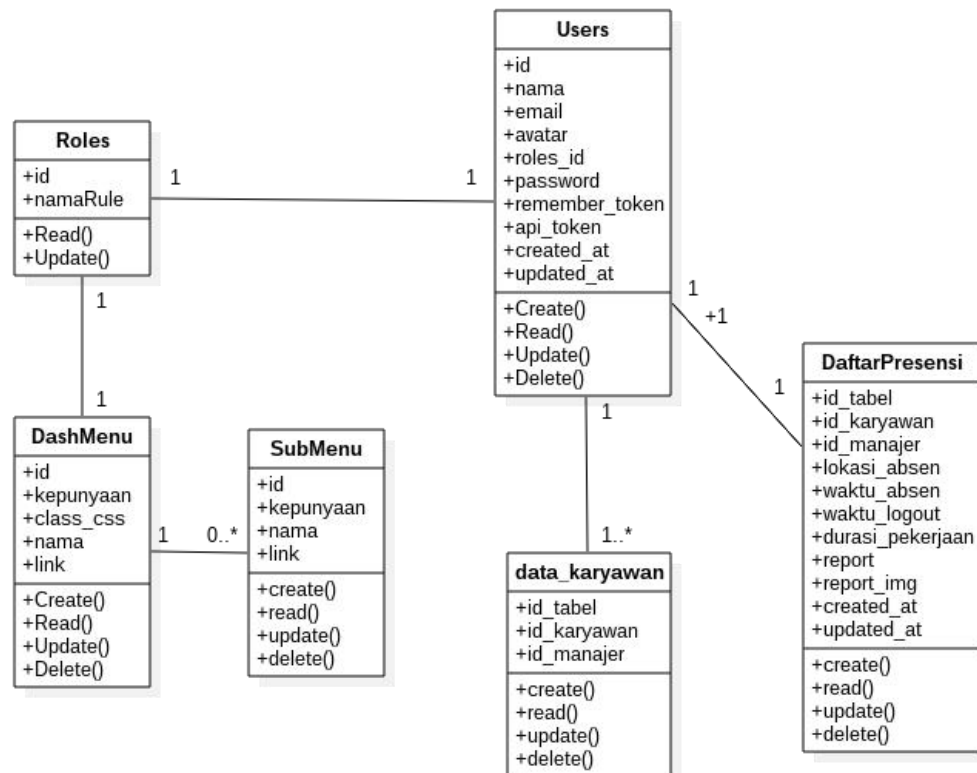 Users
+id
+nama
+email
+avatar
+roles_id
+password
+remember_token
+api_token
+created_at
+updated_at
+Create()
+Read()
+Update()
+Delete()
Roles
+id
+namaRule
+Read()
+Update()
1
1
1
1
1
+1
1
1
1..*
DashMenu
+id
+kepunyaan
+class_css
+nama
+link
+Create()
+Read()
+Update()
+Delete()
1
0..*
SubMenu
+id
+kepunyaan
+nama
+link
+create()
+read()
+update()
+delete()
data_karyawan
+id_tabel
+id_karyawan
+id_manajer
+create()
+read()
+update()
+delete()
DaftarPresensi
+id_tabel
+id_karyawan
+id_manajer
+lokasi_absen
+waktu_absen
+waktu_logout
+durasi_pekerjaan
+report
+report_img
+created_at
+updated_at
+create()
+read()
+update()
+delete()